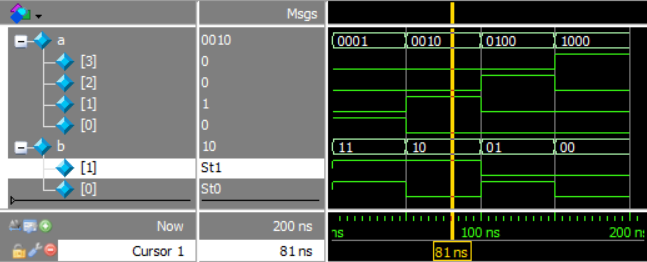 Msgs
a 0010 0001 0010 0100 1000
[3] 0
[2] 0
[1] 1
[0] 0
b 10 11 10 01 00
[1] St1
[0] St0
Now 200 ns ns 100 ns 200 n
Cursor 1 81 ns 81 ns